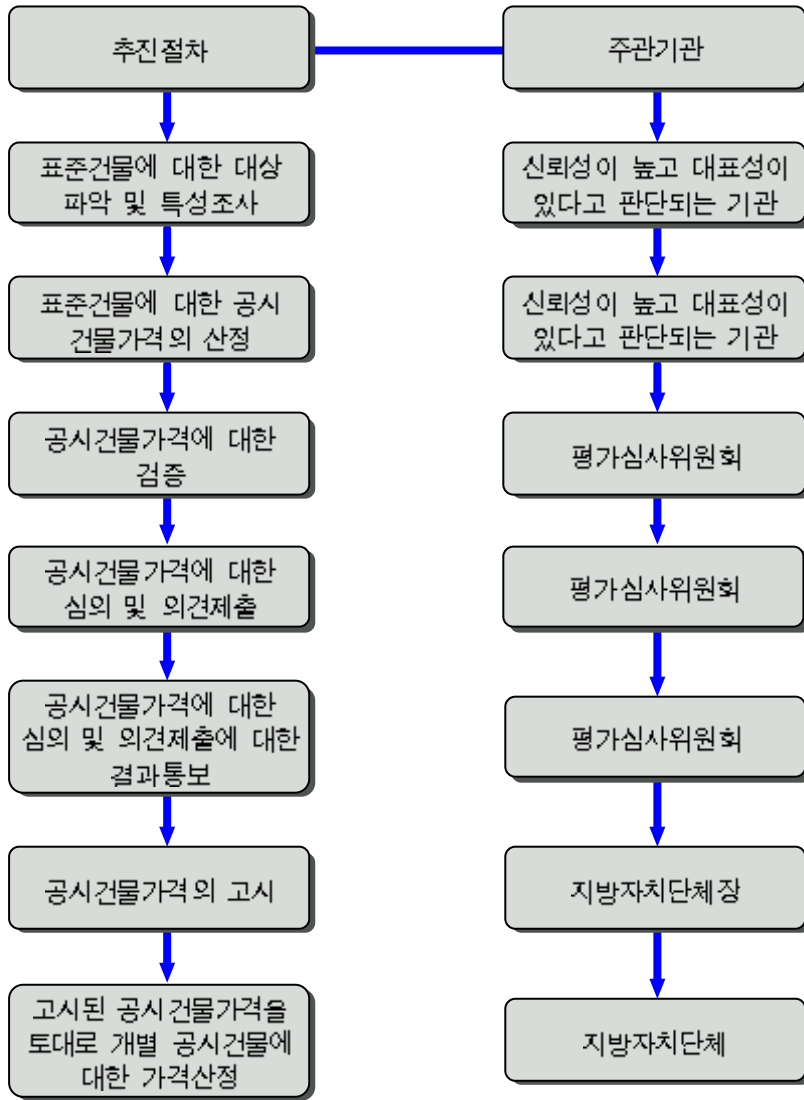 추진절차
주관기관
표준건물에 대한 대상
파악 및 특성조사
신뢰성이 높고 대표성이
있다고 판단되는 기관
표준건물에 대한 공시
건물가격의 산정
신뢰성이 높고 대표성이
있다고 판단되는 기관
공시건물가격에 대한
검증
평가심사위원회
공시건물가격에 대한
심의 및 의견제출
평가심사위원회
공시건물가격에 대한
심의 및 의견제출에 대한
결과통보
평가심사위원회
공시건물가격의 고시
지방자치단체장
고시된 공시건물가격을
토대로 개별 공시건물에
대한 가격산정
지방자치단체